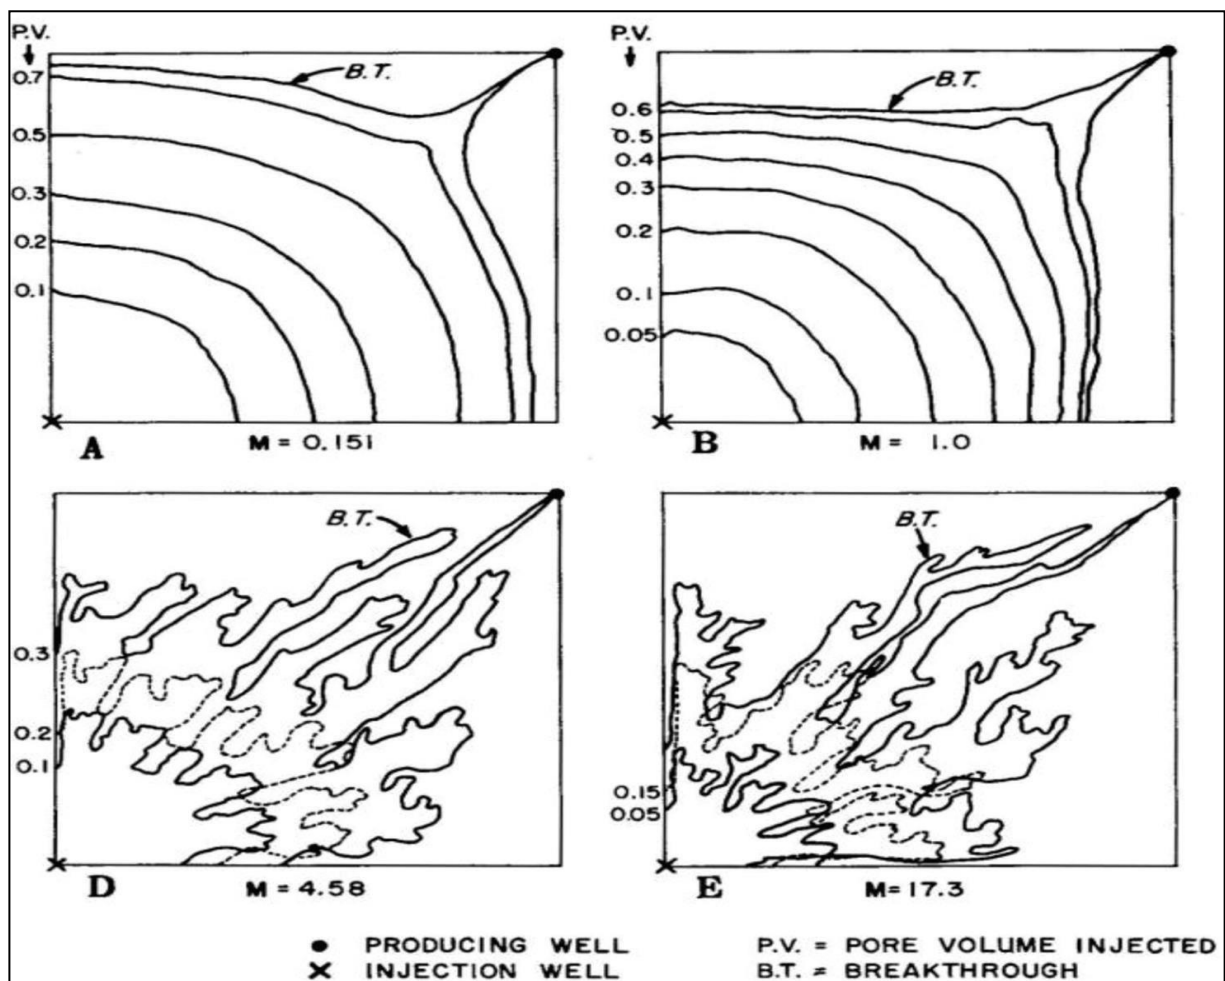 P.V.
0.7
0.5
0.3
0.2
0.1
B.T.
A
M = 0.151
P.V.
0.6
0.5
0.4
0.3
0.2
0.1
0.05
B.T.
B
M = 1.0
B.T.
0.3
0.2
0.1
D
M = 4.58
B.T.
0.15
0.05
E
M = 17.3
PRODUCING WELL
INJECTION WELL
P.V. = PORE VOLUME INJECTED
B.T. = BREAKTHROUGH